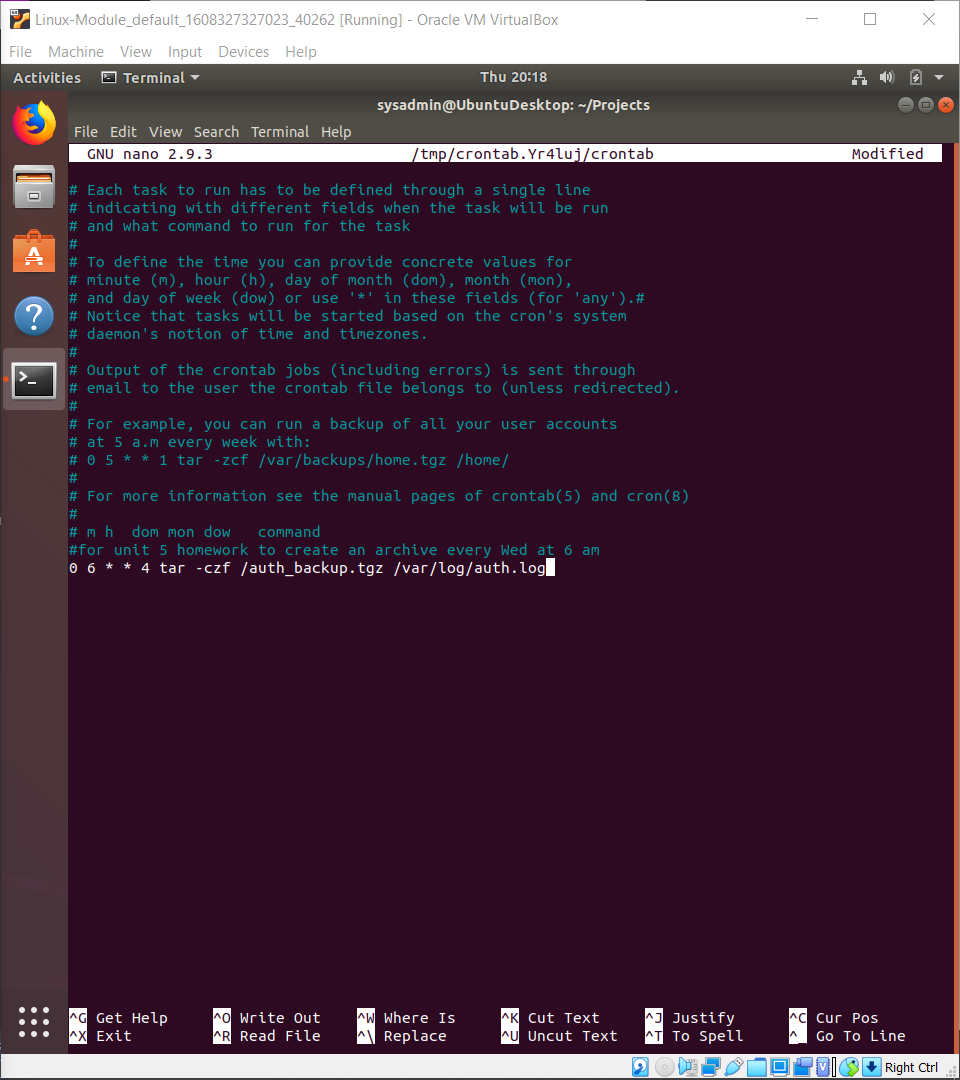 Linux-Module_default_1608327327023_40262 [Running] - Oracle VM VirtualBox
File Machine View Input Devices Help
Activities Terminal Thu 20:18
sysadmin@UbuntuDesktop: ~/Projects
File Edit View Search Terminal Help
GNU nano 2.9.3 /tmp/crontab.Yr4luj/crontab Modified
# Each task to run has to be defined through a single line
# indicating with different fields when the task will be run
# and what command to run for the task
#
# To define the time you can provide concrete values for
# minute (m), hour (h), day of month (dom), month (mon),
# and day of week (dow) or use '*' in these fields (for 'any').#
# Notice that tasks will be started based on the cron's system
# daemon's notion of time and timezones.
#
# Output of the crontab jobs (including errors) is sent through
# email to the user the crontab file belongs to (unless redirected).
#
# For example, you can run a backup of all your user accounts
# at 5 a.m every week with:
# 0 5 * * 1 tar -zcf /var/backups/home.tgz /home/
#
# For more information see the manual pages of crontab(5) and cron(8)
#
# m h  dom mon dow   command
#for unit 5 homework to create an archive every Wed at 6 am
0 6 * * 4 tar -czf /auth_backup.tgz /var/log/auth.log
^G Get Help ^O Write Out ^W Where Is ^K Cut Text ^J Justify ^C Cur Pos
^X Exit ^R Read File ^\ Replace ^U Uncut Text ^T To Spell ^_ Go To Line
Right Ctrl